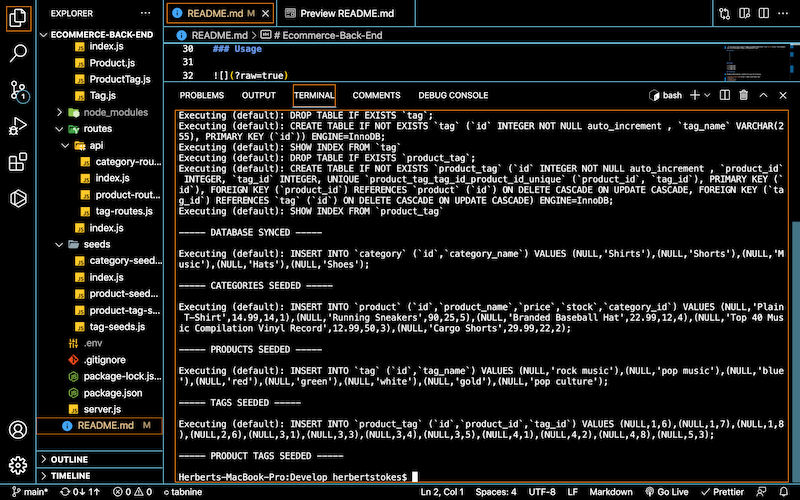 EXPLORER
···
ECOMMERCE-BACK-END
index.js
Product.js
ProductTag.js
Tag.js
node_modules
routes
api
category-rou...
index.js
product-rout...
tag-routes.js
index.js
seeds
category-seed...
index.js
product-seed...
product-tag-s...
tag-seeds.js
.env
.gitignore
package-lock.js...
package.json
server.js
README.md M
OUTLINE
TIMELINE
README.md M
Preview README.md
README.md > # Ecommerce-Back-End
30 ### Usage
31
32 ![](?raw=true)
PROBLEMS OUTPUT TERMINAL COMMENTS DEBUG CONSOLE bash
Executing (default): DROP TABLE IF EXISTS `tag`;
Executing (default): CREATE TABLE IF NOT EXISTS `tag` (`id` INTEGER NOT NULL auto_increment , `tag_name` VARCHAR(2
55), PRIMARY KEY (`id`)) ENGINE=InnoDB;
Executing (default): SHOW INDEX FROM `tag`
Executing (default): DROP TABLE IF EXISTS `product_tag`;
Executing (default): CREATE TABLE IF NOT EXISTS `product_tag` (`id` INTEGER NOT NULL auto_increment , `product_id`
INTEGER, `tag_id` INTEGER, UNIQUE `product_tag_tag_id_product_id_unique` (`product_id`, `tag_id`), PRIMARY KEY (`
id`), FOREIGN KEY (`product_id`) REFERENCES `product` (`id`) ON DELETE CASCADE ON UPDATE CASCADE, FOREIGN KEY (`ta
g_id`) REFERENCES `tag` (`id`) ON DELETE CASCADE ON UPDATE CASCADE) ENGINE=InnoDB;
Executing (default): SHOW INDEX FROM `product_tag`
----- DATABASE SYNCED -----
Executing (default): INSERT INTO `category` (`id`,`category_name`) VALUES (NULL,'Shirts'),(NULL,'Shorts'),(NULL,'M
usic'),(NULL,'Hats'),(NULL,'Shoes');
----- CATEGORIES SEEDED -----
Executing (default): INSERT INTO `product` (`id`,`product_name`,`price`,`stock`,`category_id`) VALUES (NULL,'Plain
T-Shirt',14.99,14,1),(NULL,'Running Sneakers',90,25,5),(NULL,'Branded Baseball Hat',22.99,12,4),(NULL,'Top 40 Mus
ic Compilation Vinyl Record',12.99,50,3),(NULL,'Cargo Shorts',29.99,22,2);
----- PRODUCTS SEEDED -----
Executing (default): INSERT INTO `tag` (`id`,`tag_name`) VALUES (NULL,'rock music'),(NULL,'pop music'),(NULL,'blue
'),(NULL,'red'),(NULL,'green'),(NULL,'white'),(NULL,'gold'),(NULL,'pop culture');
----- TAGS SEEDED -----
Executing (default): INSERT INTO `product_tag` (`id`,`product_id`,`tag_id`) VALUES (NULL,1,6),(NULL,1,7),(NULL,1,8
),(NULL,2,6),(NULL,3,1),(NULL,3,3),(NULL,3,4),(NULL,3,5),(NULL,4,1),(NULL,4,2),(NULL,4,8),(NULL,5,3);
----- PRODUCT TAGS SEEDED -----
Herberts-MacBook-Pro:Develop herbertstokes$
main* 0↓ 1↑ 0 0 tabnine Ln 2, Col 1 Spaces: 4 UTF-8 LF Markdown Go Live Prettier